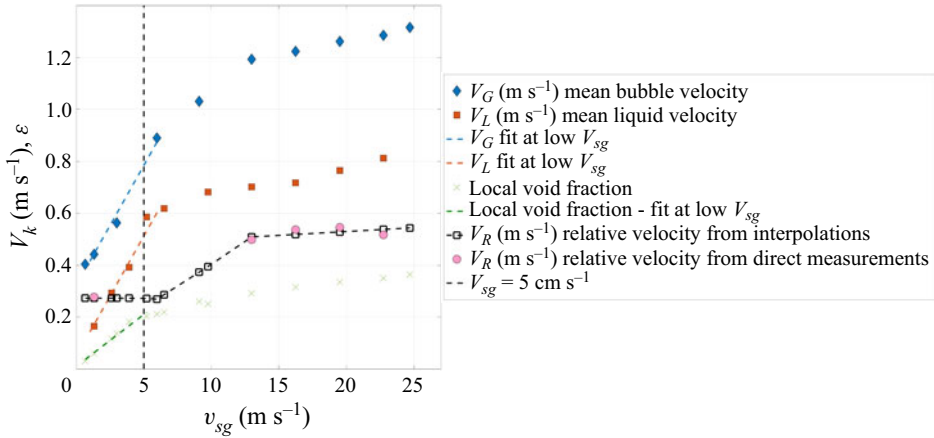 1.2
1.0
0.8
0.6
0.4
0.2
0
5
10
15
20
25
V_k (m s⁻¹), ε
v_sg (m s⁻¹)
V_G (m s⁻¹) mean bubble velocity
V_L (m s⁻¹) mean liquid velocity
V_G fit at low V_sg
V_L fit at low V_sg
Local void fraction
Local void fraction - fit at low V_sg
V_R (m s⁻¹) relative velocity from interpolations
V_R (m s⁻¹) relative velocity from direct measurements
V_sg = 5 cm s⁻¹